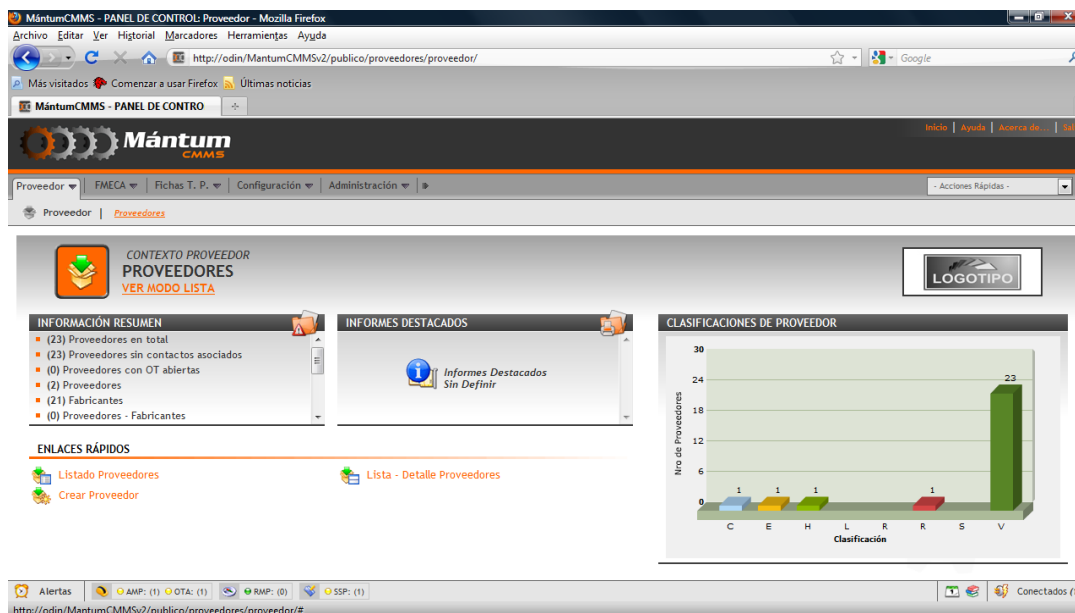 MántumCMMS - PANEL DE CONTROL: Proveedor - Mozilla Firefox
Archivo Editar Ver Historial Marcadores Herramientas Ayuda
http://odin/MantumCMMSv2/publico/proveedores/proveedor/
Google
Más visitados Comenzar a usar Firefox Últimas noticias
MántumCMMS - PANEL DE CONTRO
Mántum
CMMS
Inicio | Ayuda | Acerca de... | Sal
Proveedor FMECA Fichas T. P. Configuración Administración
- Acciones Rápidas -
Proveedor | Proveedores
CONTEXTO PROVEEDOR
PROVEEDORES
VER MODO LISTA
LOGOTIPO
INFORMACIÓN RESUMEN
(23) Proveedores en total
(23) Proveedores sin contactos asociados
(0) Proveedores con OT abiertas
(2) Proveedores
(21) Fabricantes
(0) Proveedores - Fabricantes
INFORMES DESTACADOS
Informes Destacados
Sin Definir
CLASIFICACIONES DE PROVEEDOR
30
24
18
12
6
0
Nro de Proveedores
1 1 1 1 23
C E H L R R S V
Clasificación
ENLACES RÁPIDOS
Listado Proveedores
Lista - Detalle Proveedores
Crear Proveedor
Alertas AMP: (1) OTA: (1) RMP: (0) SSP: (1)
Conectados (
http://odin/MantumCMMSv2/publico/proveedores/proveedor/#